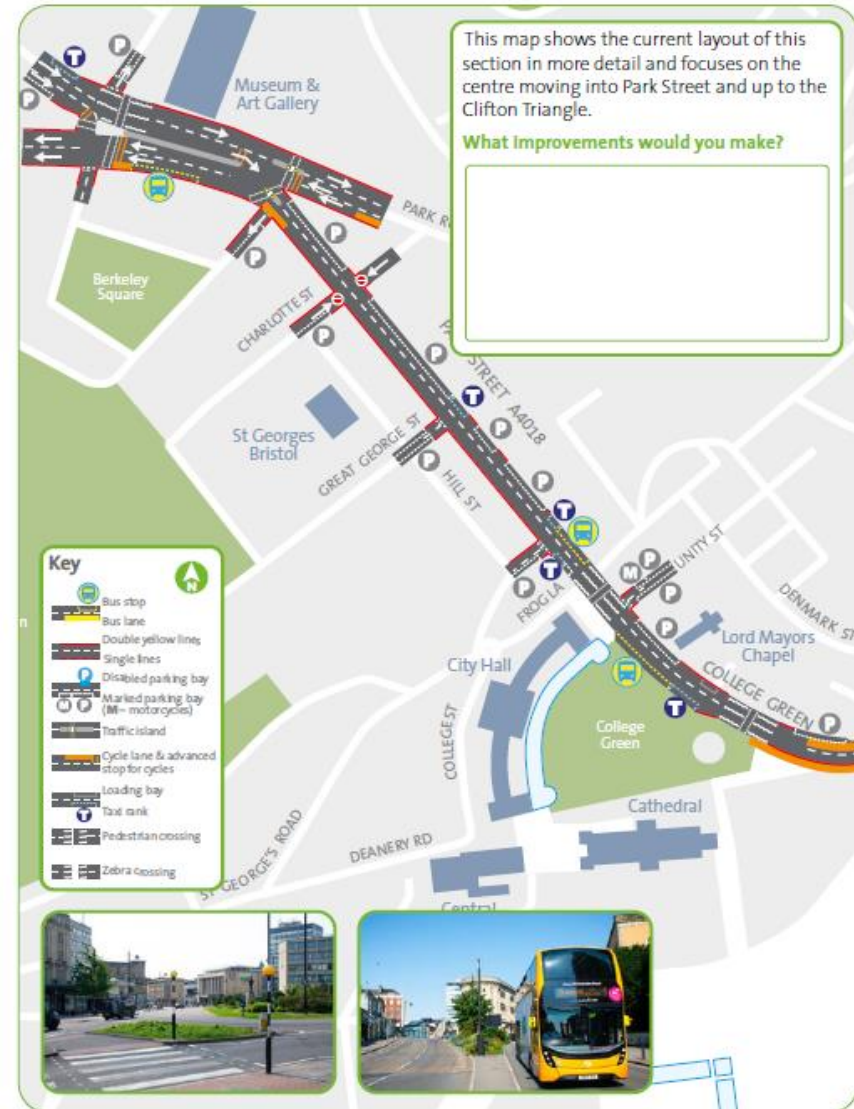 This map shows the current layout of this
section in more detail and focuses on the
centre moving into Park Street and up to the
Clifton Triangle.
What improvements would you make?
T
P
P
Museum &
Art Gallery
PARK R
P
P
Berkeley
Square
CHARLOTTE ST
P
P
STREET A4018
T
P
St Georges
Bristol
GREAT GEORGE ST
P
HILL ST
P
T
T
P
FROG LA
M
P
UNITY ST
P
P
DENMARK ST
Lord Mayors
Chapel
City Hall
COLLEGE GREEN
P
T
COLLEGE ST
College
Green
Cathedral
DEANERY RD
ST GEORGE'S ROAD
Central
Key
N
Bus stop
Bus lane
Double yellow lines
Single lines
Disabled parking bay
P
M P
Marked parking bay
(M – motorcycles)
Traffic island
Cycle lane & advanced
stop for cycles
Loading bay
T
Taxi rank
Pedestrian crossing
Zebra crossing